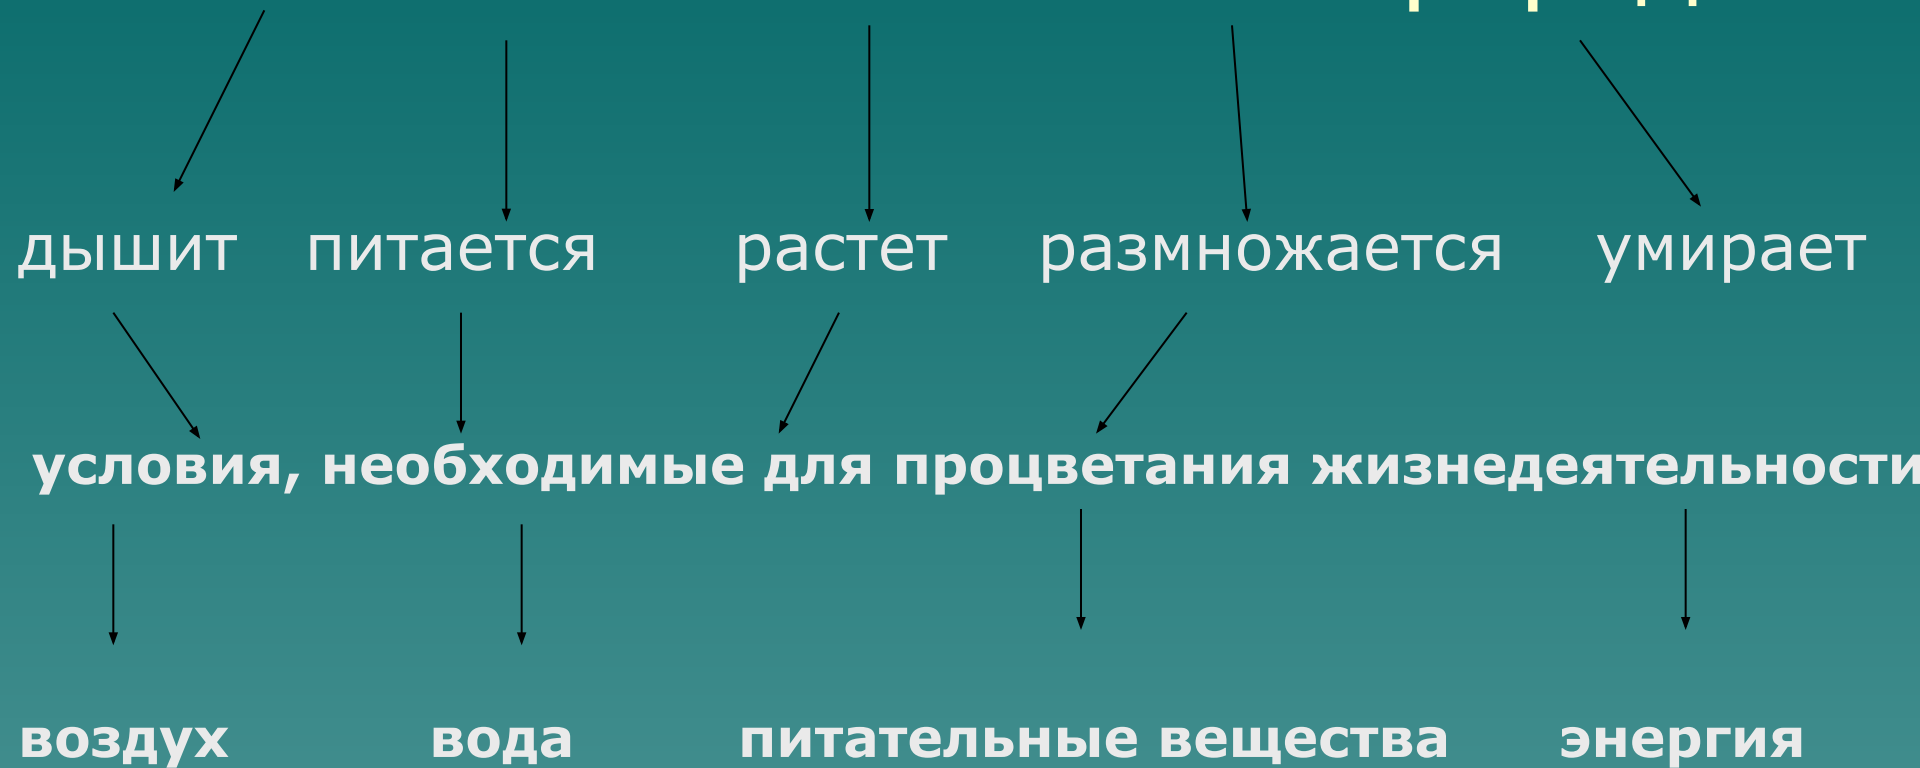 дышит питается растет размножается умирает
условия, необходимые для процветания жизнедеятельности
воздух вода питательные вещества энергия